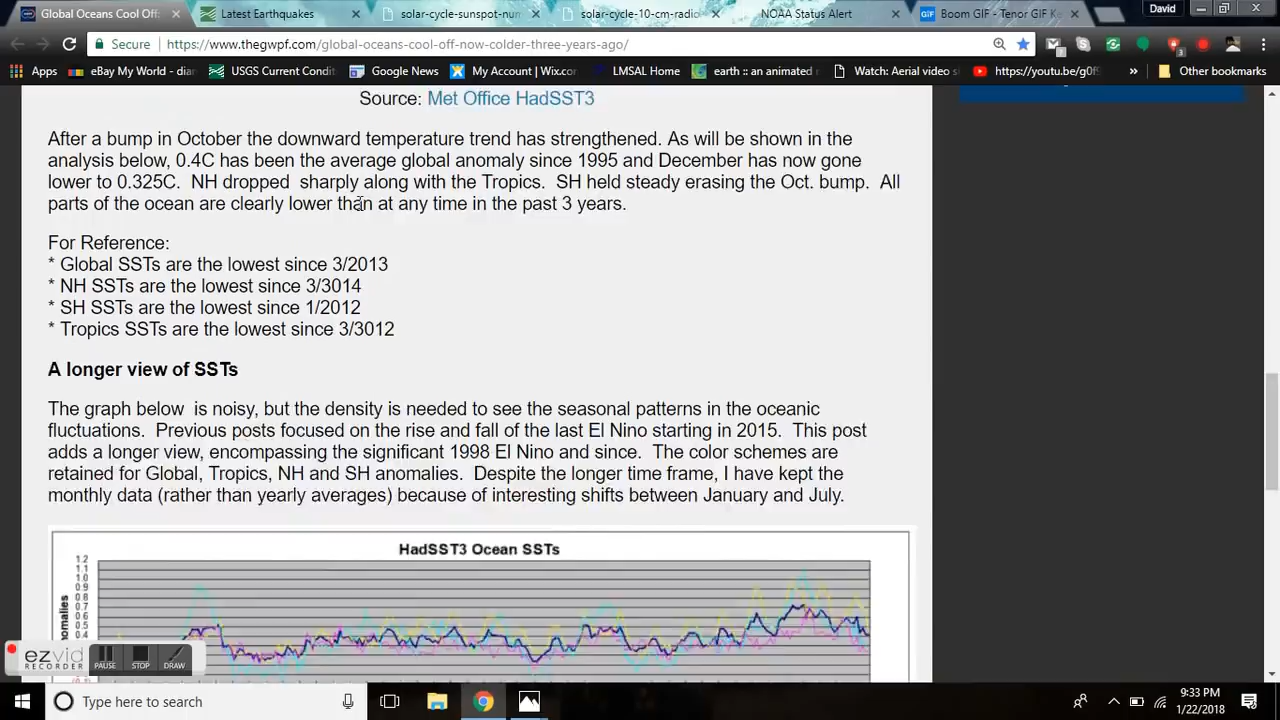 Global Oceans Cool Off
Latest Earthquakes
solar-cycle-sunspot-num
solar-cycle-10-cm-radio
NOAA Status Alert
Boom GIF - Tenor GIF Ke
David
Secure
https://www.thegwpf.com/global-oceans-cool-off-now-colder-three-years-ago/
Apps
eBay My World - dian
USGS Current Condit
Google News
My Account | Wix.com
LMSAL Home
earth :: an animated
Watch: Aerial video s
https://youtu.be/g0f
»
Other bookmarks
Source: Met Office HadSST3
After a bump in October the downward temperature trend has strengthened. As will be shown in the
analysis below, 0.4C has been the average global anomaly since 1995 and December has now gone
lower to 0.325C. NH dropped sharply along with the Tropics. SH held steady erasing the Oct. bump. All
parts of the ocean are clearly lower than at any time in the past 3 years.
For Reference:
* Global SSTs are the lowest since 3/2013
* NH SSTs are the lowest since 3/3014
* SH SSTs are the lowest since 1/2012
* Tropics SSTs are the lowest since 3/3012
A longer view of SSTs
The graph below is noisy, but the density is needed to see the seasonal patterns in the oceanic
fluctuations. Previous posts focused on the rise and fall of the last El Nino starting in 2015. This post
adds a longer view, encompassing the significant 1998 El Nino and since. The color schemes are
retained for Global, Tropics, NH and SH anomalies. Despite the longer time frame, I have kept the
monthly data (rather than yearly averages) because of interesting shifts between January and July.
HadSST3 Ocean SSTs
1.2
1.1
1.0
0.9
0.8
0.7
0.6
0.5
0.4
nomalies
ezvid
RECORDER
PAUSE
STOP
DRAW
Type here to search
9:33 PM
1/22/2018